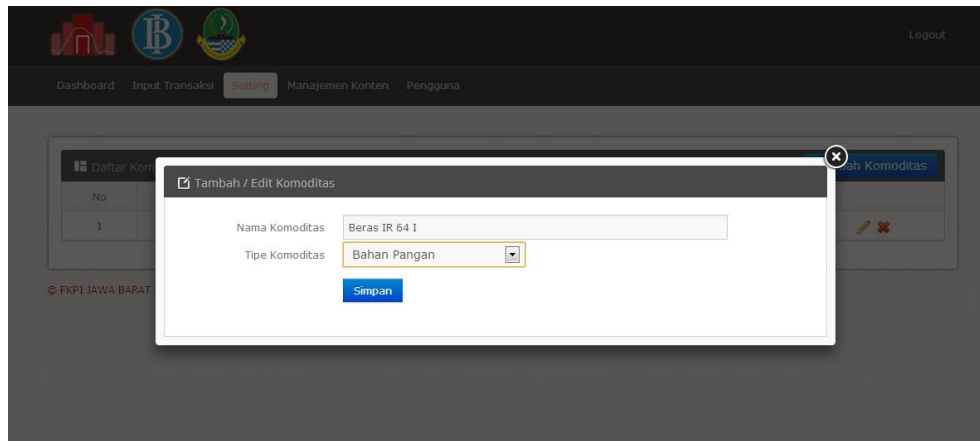 Logout
Dashboard Input Transaksi Setting Manajemen Konten Pengguna
Daftar Kom
bah Komoditas
No
1
Tambah / Edit Komoditas
Nama Komoditas Beras IR 64 I
Tipe Komoditas Bahan Pangan
Simpan
© FKPI JAWA BARAT